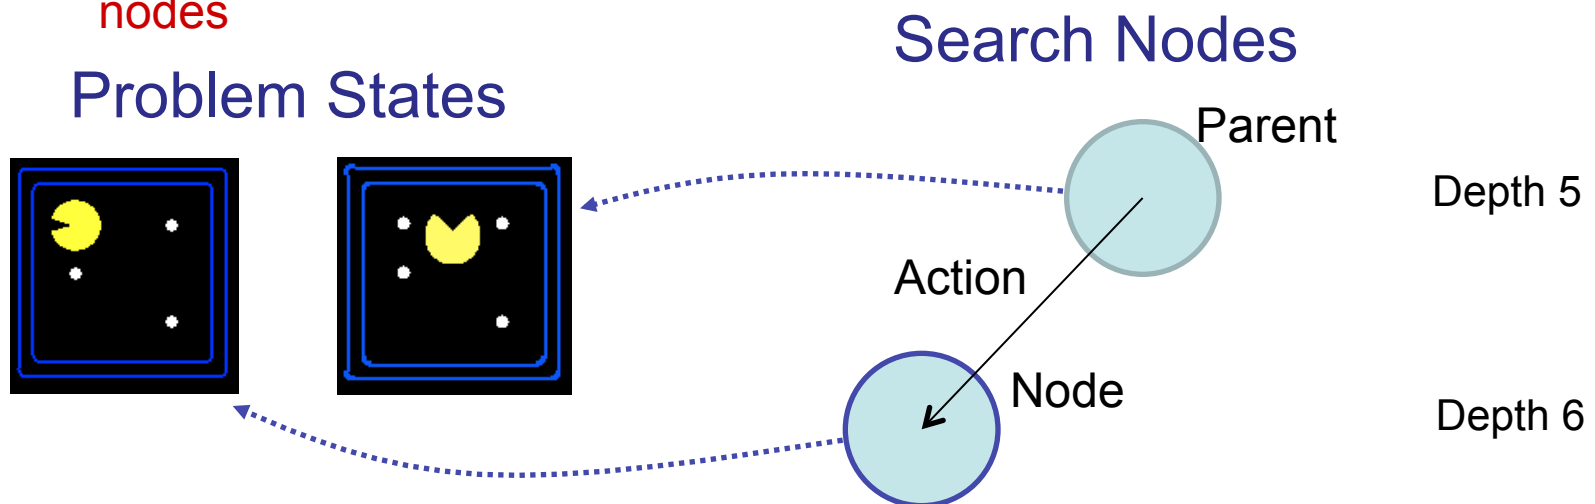 nodes
Search Nodes
Problem States
Parent
Depth 5
Action
Node
Depth 6